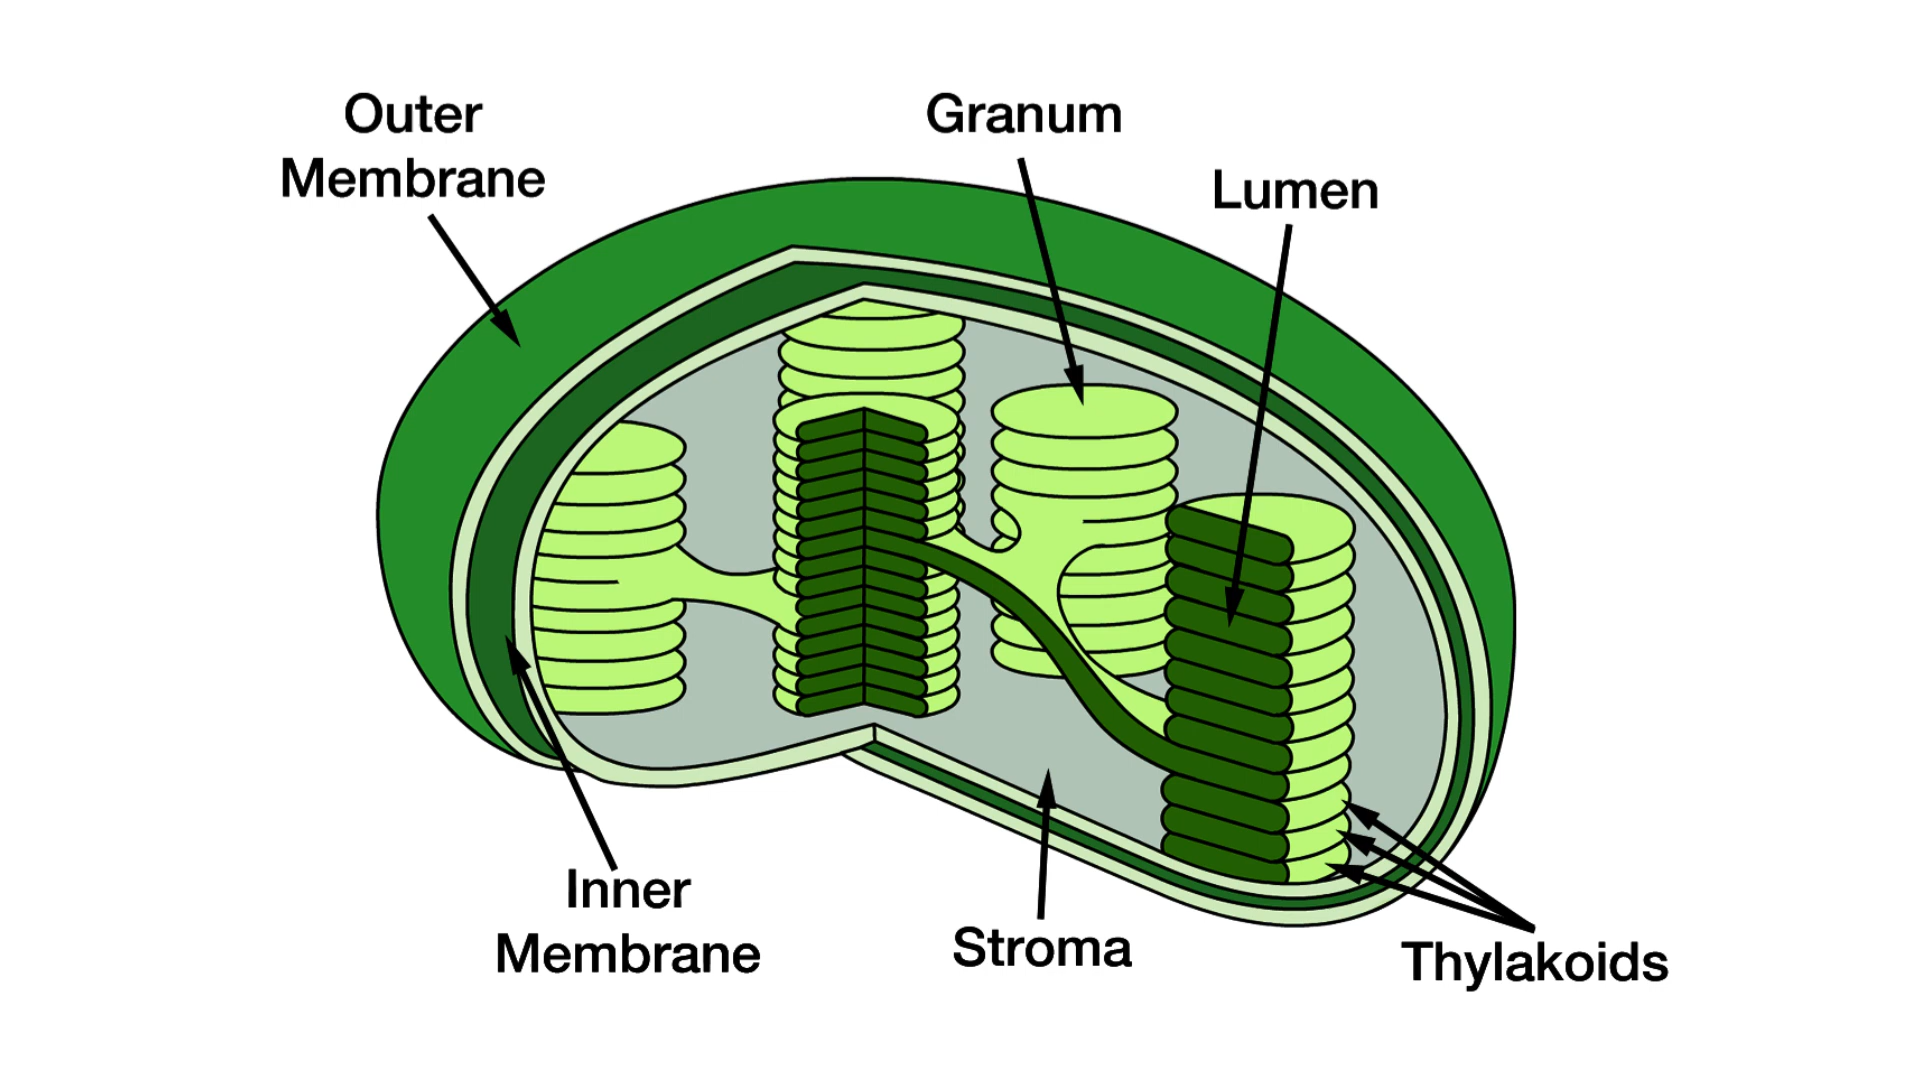 Outer
Membrane
Granum
Lumen
Inner
Membrane
Stroma
Thylakoids